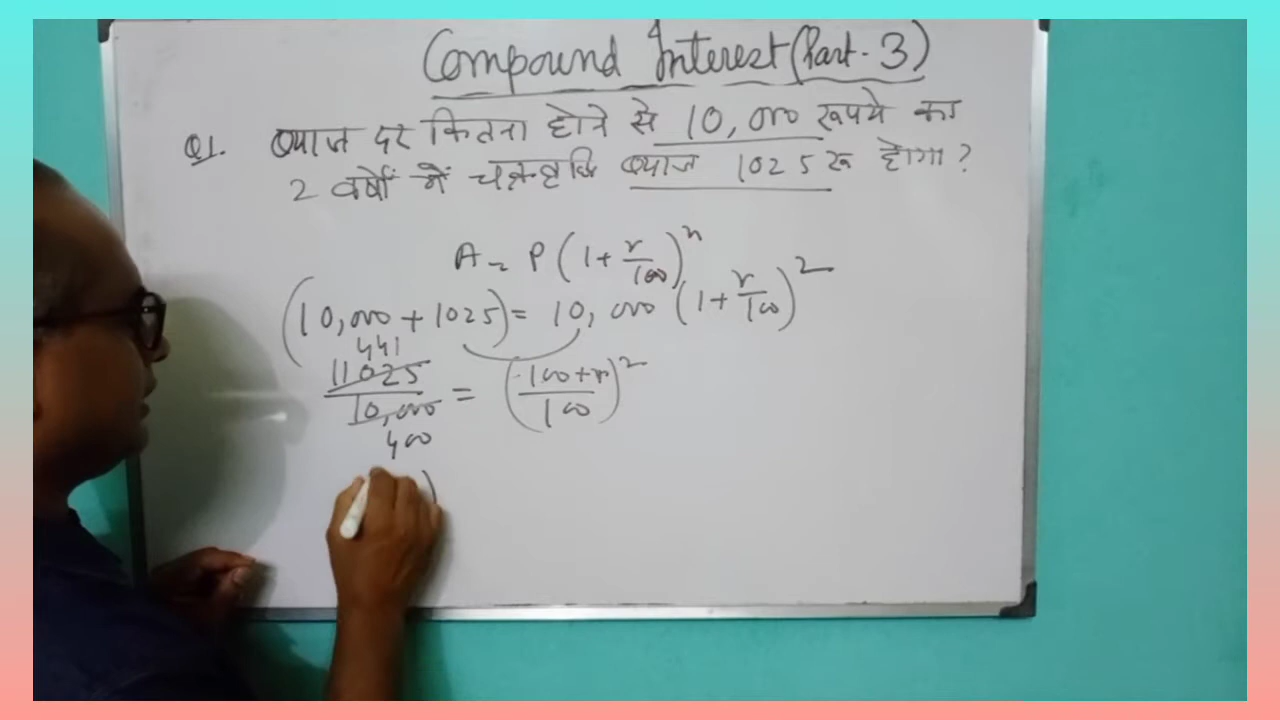 Compound Interest (Part - 3)
Q1. ब्याज दर कितना होने से 10,000 रूपये का
2 वर्षों में चक्रवृद्धि ब्याज 1025 रू होगा ?
A = P (1 + r/100)^n
(10,000 + 1025) = 10,000 (1 + r/100)^2
441
11025/10,000 = (100+r/100)^2
400
)